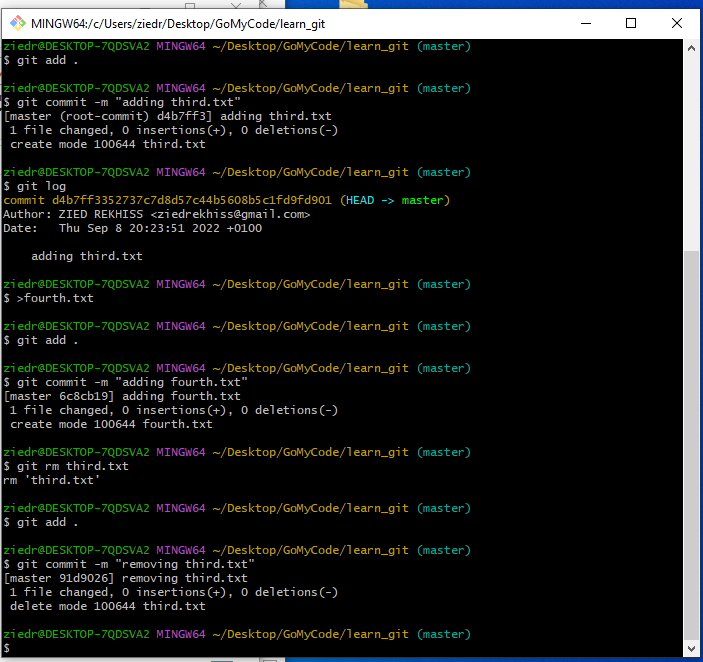 MINGW64:/c/Users/ziedr/Desktop/GoMyCode/learn_git
ziedr@DESKTOP-7QDSVA2 MINGW64 ~/Desktop/GoMyCode/learn_git (master)
$ git add .
ziedr@DESKTOP-7QDSVA2 MINGW64 ~/Desktop/GoMyCode/learn_git (master)
$ git commit -m "adding third.txt"
[master (root-commit) d4b7ff3] adding third.txt
 1 file changed, 0 insertions(+), 0 deletions(-)
 create mode 100644 third.txt
ziedr@DESKTOP-7QDSVA2 MINGW64 ~/Desktop/GoMyCode/learn_git (master)
$ git log
commit d4b7ff3352737c7d8d57c44b5608b5c1fd9fd901 (HEAD -> master)
Author: ZIED REKHISS <ziedrekhiss@gmail.com>
Date:   Thu Sep 8 20:23:51 2022 +0100
    adding third.txt
ziedr@DESKTOP-7QDSVA2 MINGW64 ~/Desktop/GoMyCode/learn_git (master)
$ >fourth.txt
ziedr@DESKTOP-7QDSVA2 MINGW64 ~/Desktop/GoMyCode/learn_git (master)
$ git add .
ziedr@DESKTOP-7QDSVA2 MINGW64 ~/Desktop/GoMyCode/learn_git (master)
$ git commit -m "adding fourth.txt"
[master 6c8cb19] adding fourth.txt
 1 file changed, 0 insertions(+), 0 deletions(-)
 create mode 100644 fourth.txt
ziedr@DESKTOP-7QDSVA2 MINGW64 ~/Desktop/GoMyCode/learn_git (master)
$ git rm third.txt
rm 'third.txt'
ziedr@DESKTOP-7QDSVA2 MINGW64 ~/Desktop/GoMyCode/learn_git (master)
$ git add .
ziedr@DESKTOP-7QDSVA2 MINGW64 ~/Desktop/GoMyCode/learn_git (master)
$ git commit -m "removing third.txt"
[master 91d9026] removing third.txt
 1 file changed, 0 insertions(+), 0 deletions(-)
 delete mode 100644 third.txt
ziedr@DESKTOP-7QDSVA2 MINGW64 ~/Desktop/GoMyCode/learn_git (master)
$